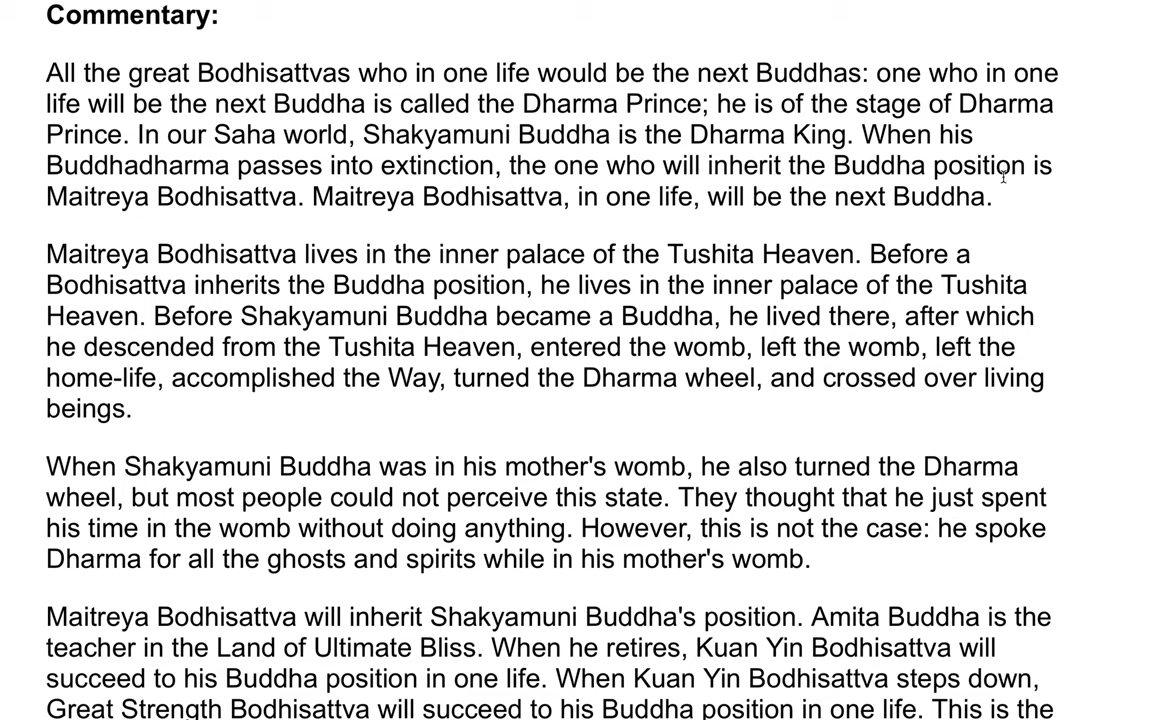 Commentary:
All the great Bodhisattvas who in one life would be the next Buddhas: one who in one
life will be the next Buddha is called the Dharma Prince; he is of the stage of Dharma
Prince. In our Saha world, Shakyamuni Buddha is the Dharma King. When his
Buddhadharma passes into extinction, the one who will inherit the Buddha position is
Maitreya Bodhisattva. Maitreya Bodhisattva, in one life, will be the next Buddha.
Maitreya Bodhisattva lives in the inner palace of the Tushita Heaven. Before a
Bodhisattva inherits the Buddha position, he lives in the inner palace of the Tushita
Heaven. Before Shakyamuni Buddha became a Buddha, he lived there, after which
he descended from the Tushita Heaven, entered the womb, left the womb, left the
home-life, accomplished the Way, turned the Dharma wheel, and crossed over living
beings.
When Shakyamuni Buddha was in his mother's womb, he also turned the Dharma
wheel, but most people could not perceive this state. They thought that he just spent
his time in the womb without doing anything. However, this is not the case: he spoke
Dharma for all the ghosts and spirits while in his mother's womb.
Maitreya Bodhisattva will inherit Shakyamuni Buddha's position. Amita Buddha is the
teacher in the Land of Ultimate Bliss. When he retires, Kuan Yin Bodhisattva will
succeed to his Buddha position in one life. When Kuan Yin Bodhisattva steps down,
Great Strength Bodhisattva will succeed to his Buddha position in one life. This is the